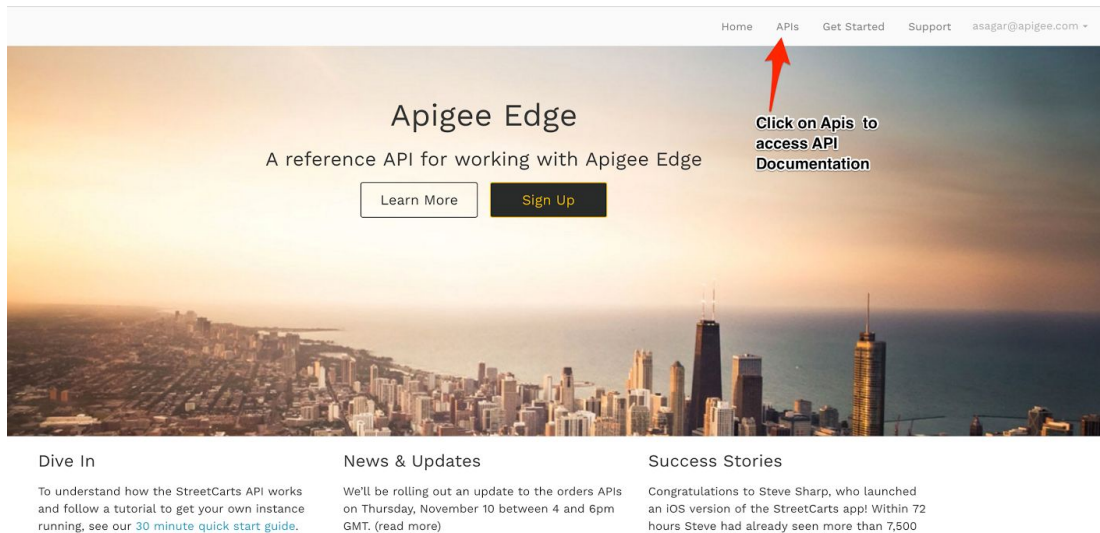 Home APIs Get Started Support asagar@apigee.com
Apigee Edge
A reference API for working with Apigee Edge
Learn More Sign Up
Click on Apis to
access API
Documentation
Dive In
To understand how the StreetCarts API works
and follow a tutorial to get your own instance
running, see our 30 minute quick start guide.
News & Updates
We'll be rolling out an update to the orders APIs
on Thursday, November 10 between 4 and 6pm
GMT. (read more)
Success Stories
Congratulations to Steve Sharp, who launched
an iOS version of the StreetCarts app! Within 72
hours Steve had already seen more than 7,500